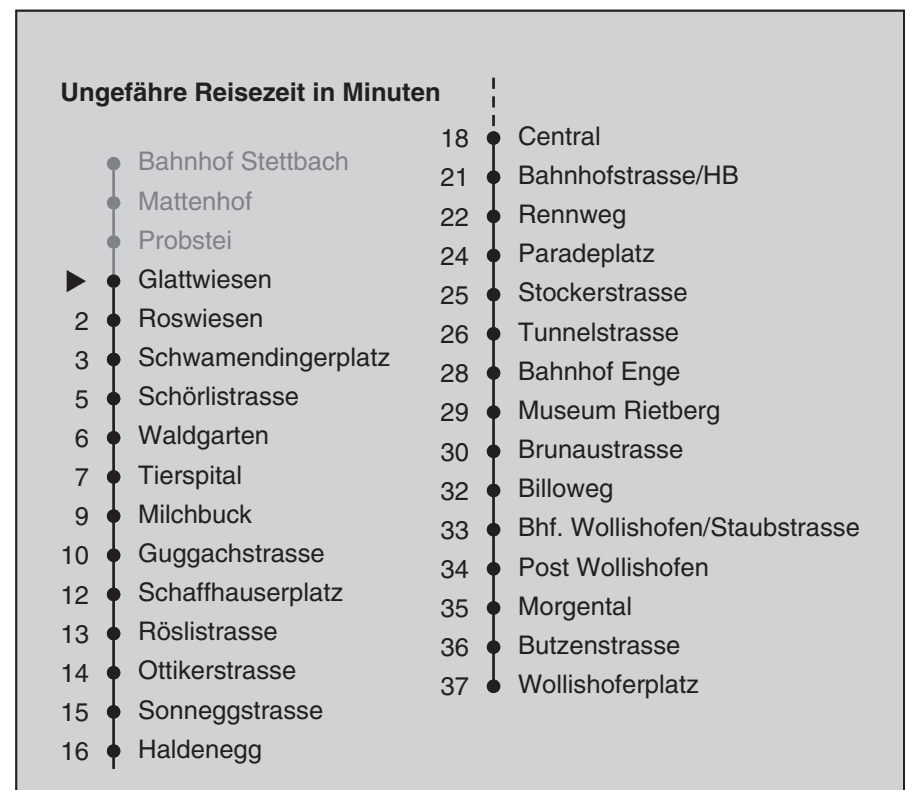 Ungefähre Reisezeit in Minuten
Bahnhof Stettbach
Mattenhof
Probstei
Glattwiesen
2 Roswiesen
3 Schwamendingerplatz
5 Schörlistrasse
6 Waldgarten
7 Tierspital
9 Milchbuck
10 Guggachstrasse
12 Schaffhauserplatz
13 Röslistrasse
14 Ottikerstrasse
15 Sonneggstrasse
16 Haldenegg
18 Central
21 Bahnhofstrasse/HB
22 Rennweg
24 Paradeplatz
25 Stockerstrasse
26 Tunnelstrasse
28 Bahnhof Enge
29 Museum Rietberg
30 Brunaustrasse
32 Billoweg
33 Bhf. Wollishofen/Staubstrasse
34 Post Wollishofen
35 Morgental
36 Butzenstrasse
37 Wollishoferplatz